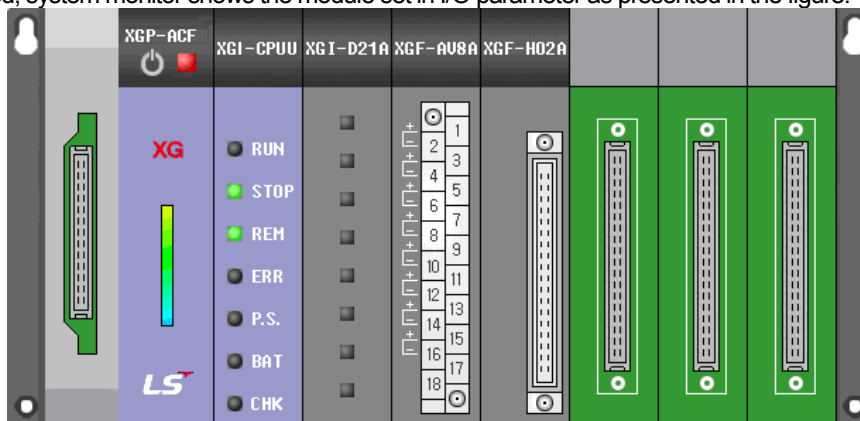 system monitor shows the module set in I/O parameter as presented in the figure.
XGP-ACF
XGI-CPUU XGI-D21A XGF-AV8A XGF-HO2A
XG
LS
RUN
STOP
REM
ERR
P.S.
BAT
CHK
+
-
+
-
+
-
+
-
+
-
+
-
+
-
+
-
1
2
3
4
5
6
7
8
9
10
11
12
13
14
15
16
17
18